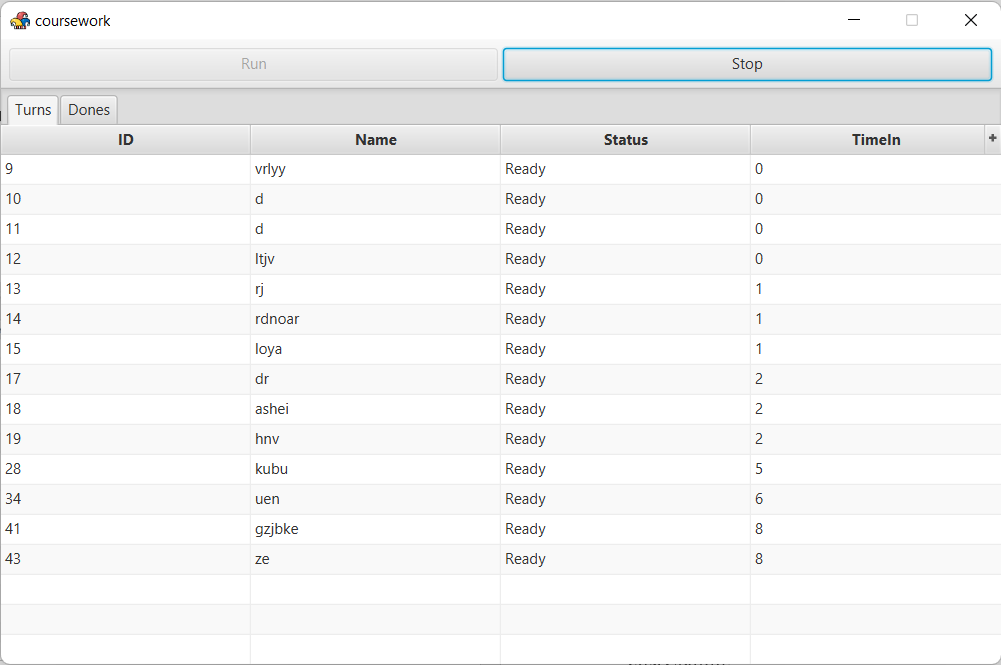 coursework
Run Stop
Turns Dones
ID Name Status TimeIn +
9 vrlyy Ready 0
10 d Ready 0
11 d Ready 0
12 ltjv Ready 0
13 rj Ready 1
14 rdnoar Ready 1
15 loya Ready 1
17 dr Ready 2
18 ashei Ready 2
19 hnv Ready 2
28 kubu Ready 5
34 uen Ready 6
41 gzjbke Ready 8
43 ze Ready 8